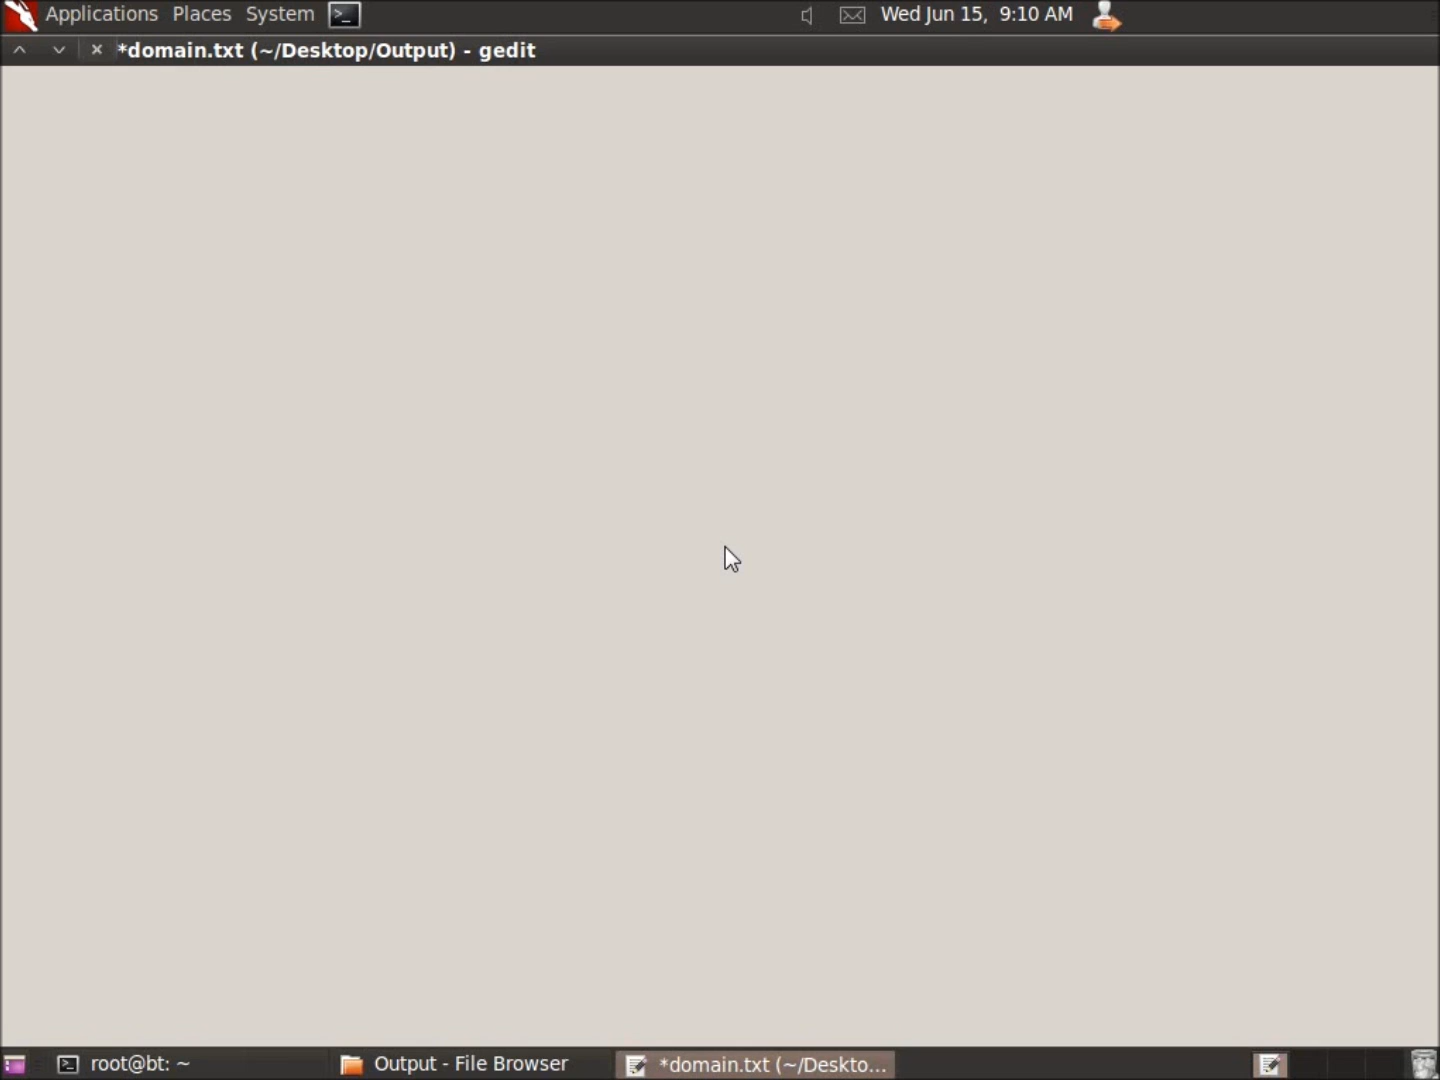 Applications Places System Wed Jun 15, 9:10 AM
*domain.txt (~/Desktop/Output) - gedit
root@bt: ~ Output - File Browser *domain.txt (~/Deskto...